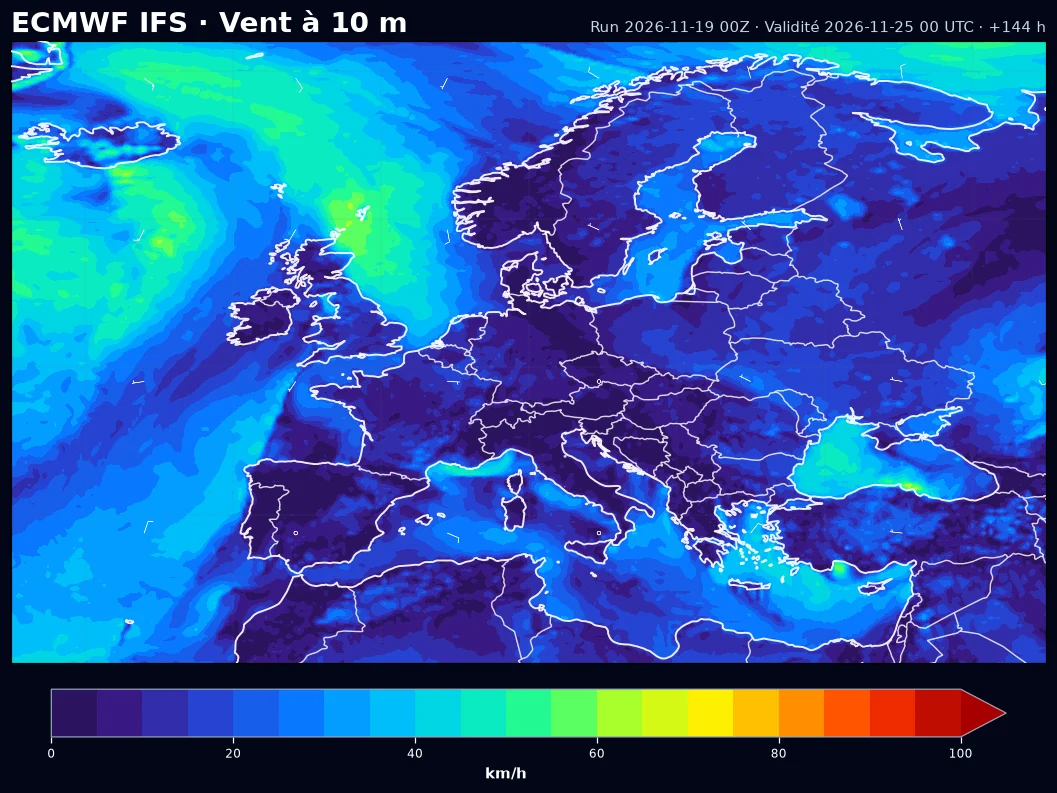 ECMWF IFS · Vent à 10 m
Run 2026-11-19 00Z · Validité 2026-11-25 00 UTC · +144 h
0 20 40 60 80 100
km/h